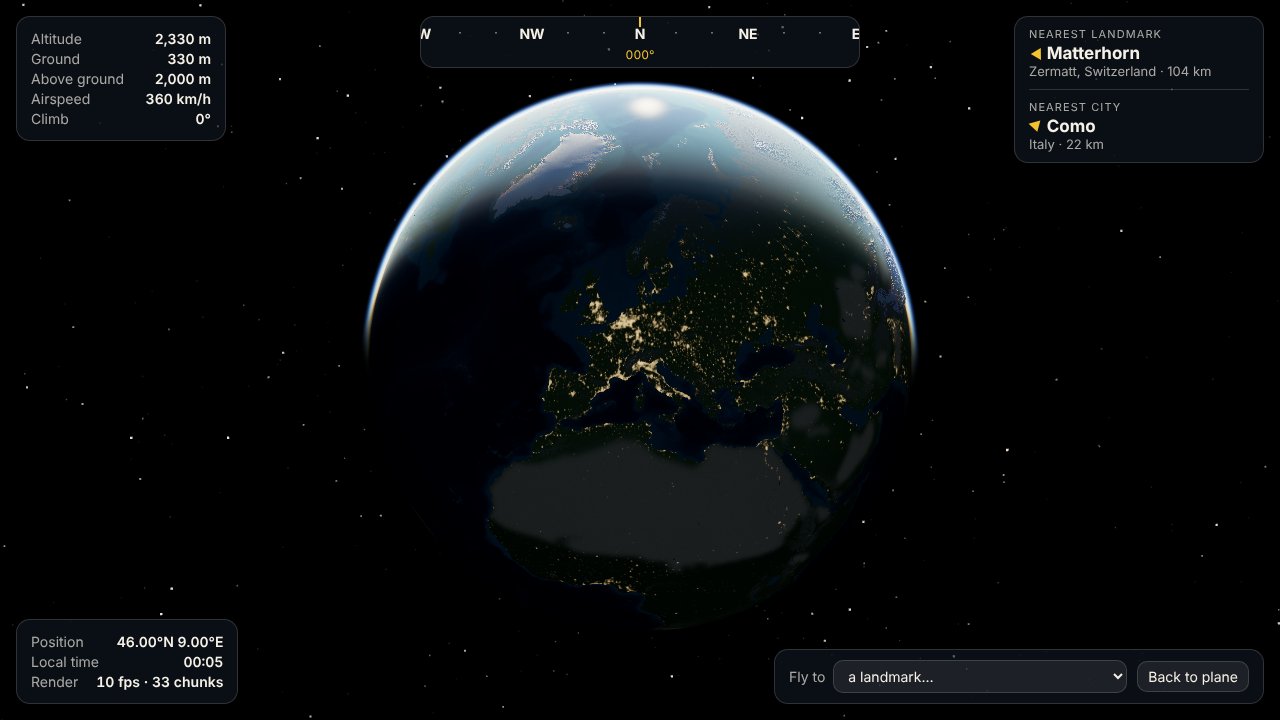 Altitude 2,330 m
Ground 330 m
Above ground 2,000 m
Airspeed 360 km/h
Climb 0°
W · · NW · · N · · NE · · E
000°
NEAREST LANDMARK
Matterhorn
Zermatt, Switzerland · 104 km
NEAREST CITY
Como
Italy · 22 km
Position 46.00°N 9.00°E
Local time 00:05
Render 10 fps · 33 chunks
Fly to a landmark... Back to plane